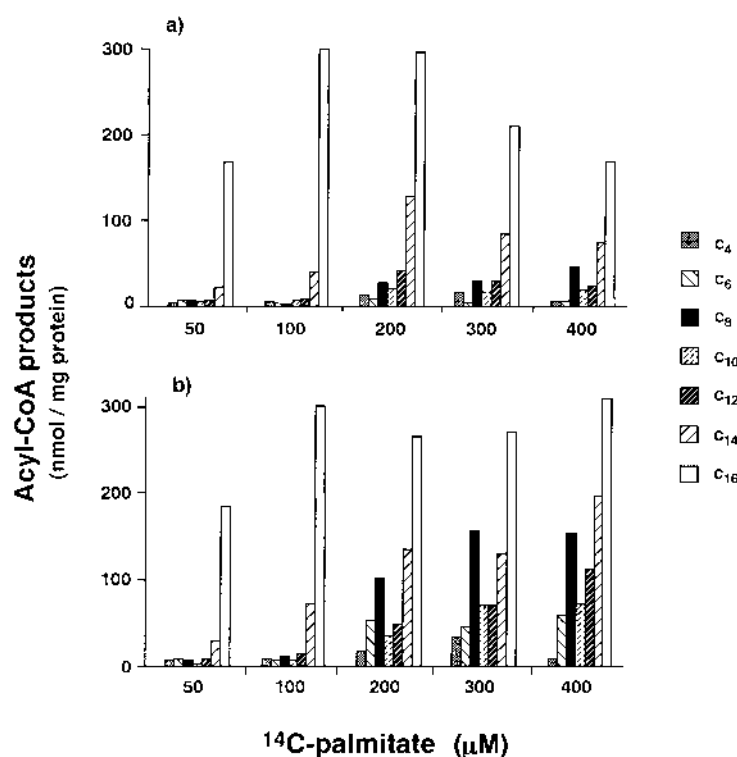 a)
300
200
100
0
50 100 200 300 400
b)
300
200
100
0
50 100 200 300 400
Acyl-CoA products
(nmol / mg protein)
¹⁴C-palmitate (µM)
C₄
C₆
C₈
C₁₀
C₁₂
C₁₄
C₁₆